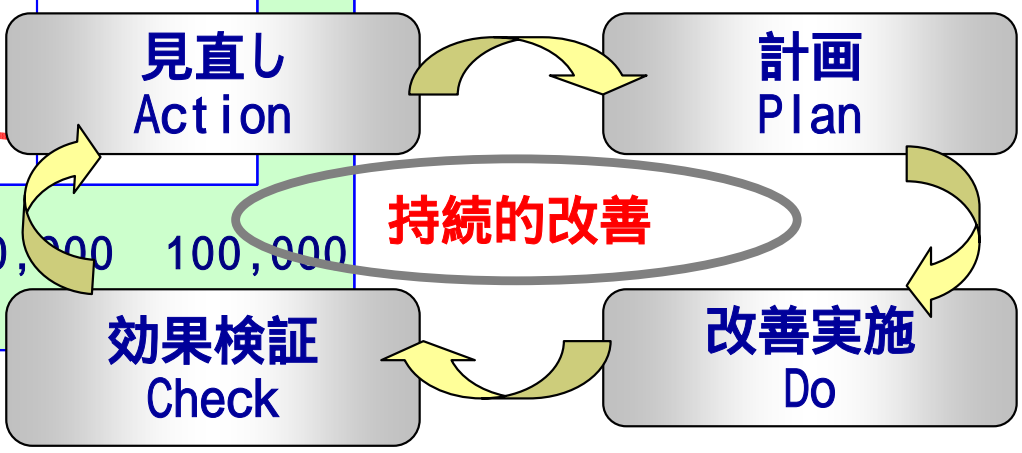 見直し
Action
計画
Plan
持続的改善
100,000
効果検証
Check
改善実施
Do